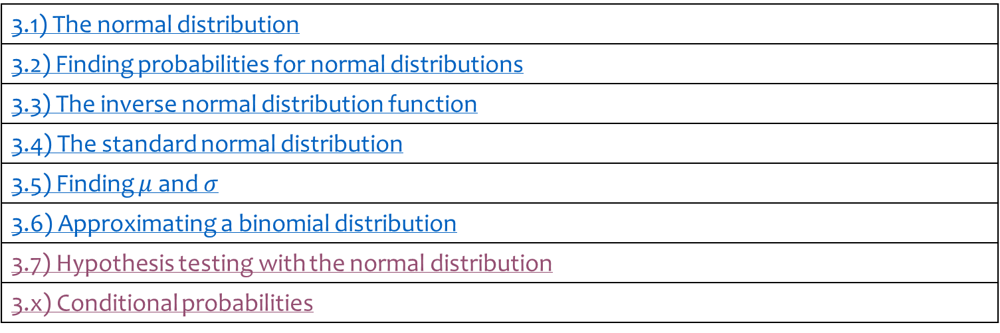 3.1) The normal distribution
3.2) Finding probabilities for normal distributions
3.3) The inverse normal distribution function
3.4) The standard normal distribution
3.5) Finding 𝜇 and 𝜎
3.6) Approximating a binomial distribution
3.7) Hypothesis testing with the normal distribution
3.x) Conditional probabilities